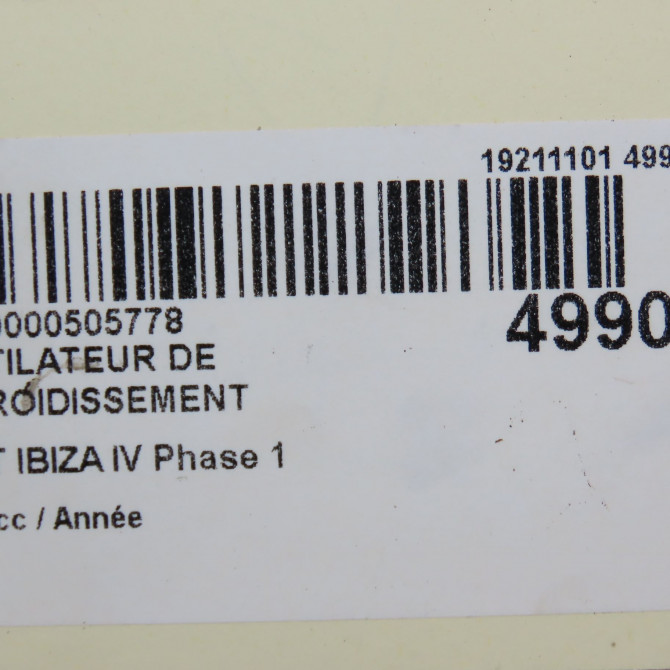 19211101 499
0000505778
4990
TILATEUR DE
ROIDISSEMENT
T IBIZA IV Phase 1
cc / Année